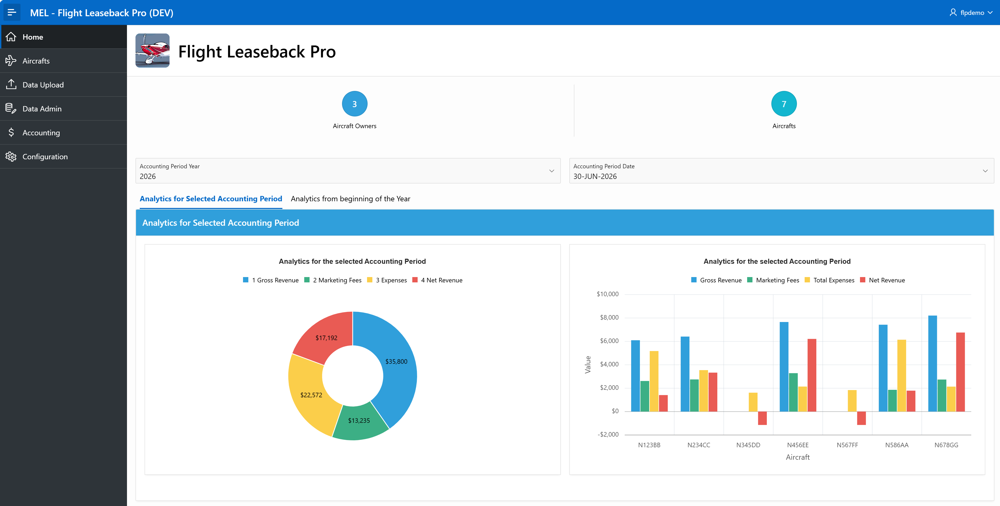 MEL - Flight Leaseback Pro (DEV)
flpdemo
Home
Aircrafts
Data Upload
Data Admin
Accounting
Configuration
Flight Leaseback Pro
3
Aircraft Owners
7
Aircrafts
Accounting Period Year
2026
Accounting Period Date
30-JUN-2026
Analytics for Selected Accounting Period
Analytics from beginning of the Year
Analytics for Selected Accounting Period
Analytics for the selected Accounting Period
1 Gross Revenue 2 Marketing Fees 3 Expenses 4 Net Revenue
$17,192
$35,800
$22,572
$13,235
Analytics for the selected Accounting Period
Gross Revenue Marketing Fees Total Expenses Net Revenue
$10,000
$8,000
$6,000
$4,000
$2,000
$0
-$2,000
Value
N123BB N234CC N345DD N456EE N567FF N586AA N678GG
Aircraft